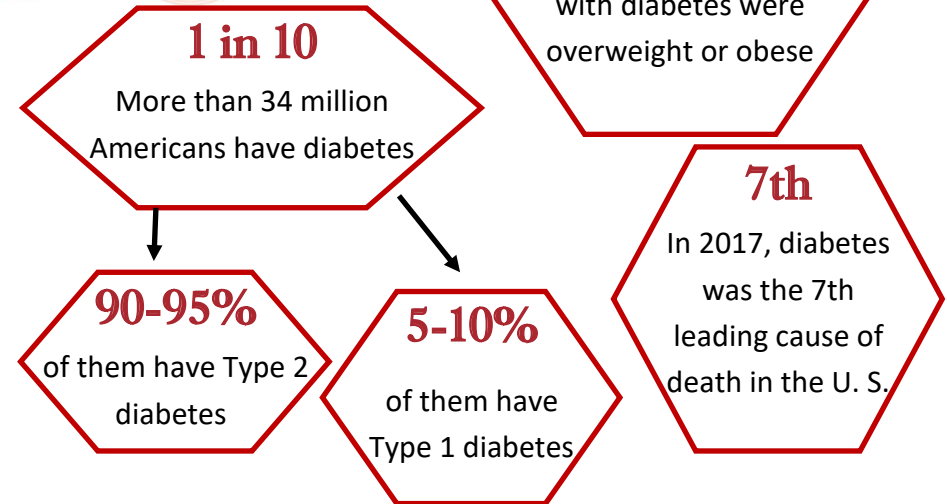 with diabetes were
overweight or obese
1 in 10
More than 34 million
Americans have diabetes
7th
In 2017, diabetes
was the 7th
leading cause of
death in the U. S.
90-95%
of them have Type 2
diabetes
5-10%
of them have
Type 1 diabetes